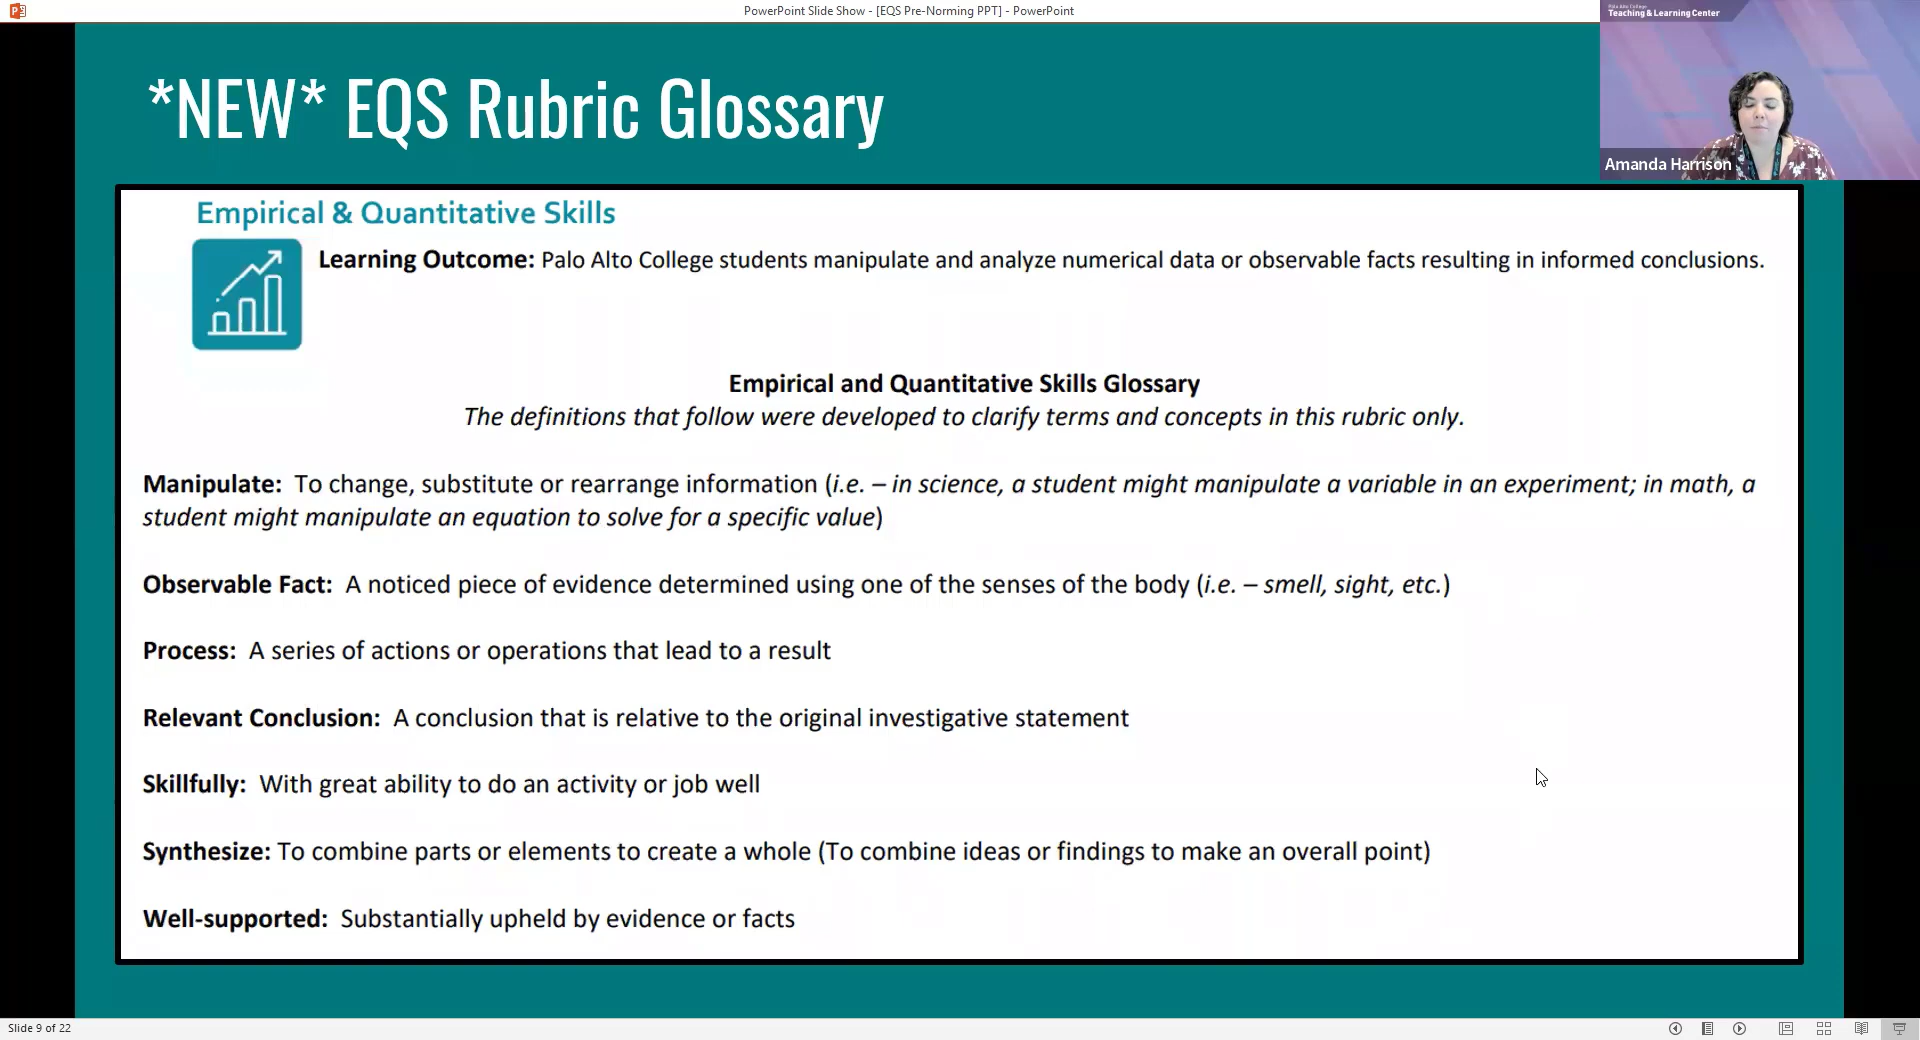 PowerPoint Slide Show - [EQS Pre-Norming PPT] - PowerPoint
Palo Alto College
Teaching & Learning Center
*NEW* EQS Rubric Glossary
Amanda Harrison
Empirical & Quantitative Skills
Learning Outcome: Palo Alto College students manipulate and analyze numerical data or observable facts resulting in informed conclusions.
Empirical and Quantitative Skills Glossary
The definitions that follow were developed to clarify terms and concepts in this rubric only.
Manipulate: To change, substitute or rearrange information (i.e. – in science, a student might manipulate a variable in an experiment; in math, a
student might manipulate an equation to solve for a specific value)
Observable Fact: A noticed piece of evidence determined using one of the senses of the body (i.e. – smell, sight, etc.)
Process: A series of actions or operations that lead to a result
Relevant Conclusion: A conclusion that is relative to the original investigative statement
Skillfully: With great ability to do an activity or job well
Synthesize: To combine parts or elements to create a whole (To combine ideas or findings to make an overall point)
Well-supported: Substantially upheld by evidence or facts
Slide 9 of 22